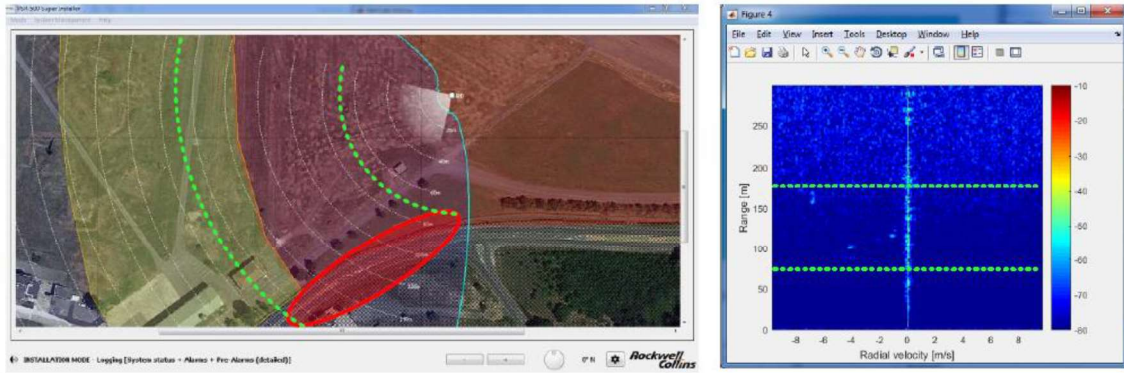 INSTALLATION MODE - Logging [System status + Alarms + Pre-Alarms (detailed)]
0° N
Rockwell
Collins
Figure 4
File Edit View Insert Tools Desktop Window Help
250
200
150
100
50
0
Range [m]
-8 -6 -4 -2 0 2 4 6 8
Radial velocity [m/s]
-10
-20
-30
-40
-50
-60
-70
-80